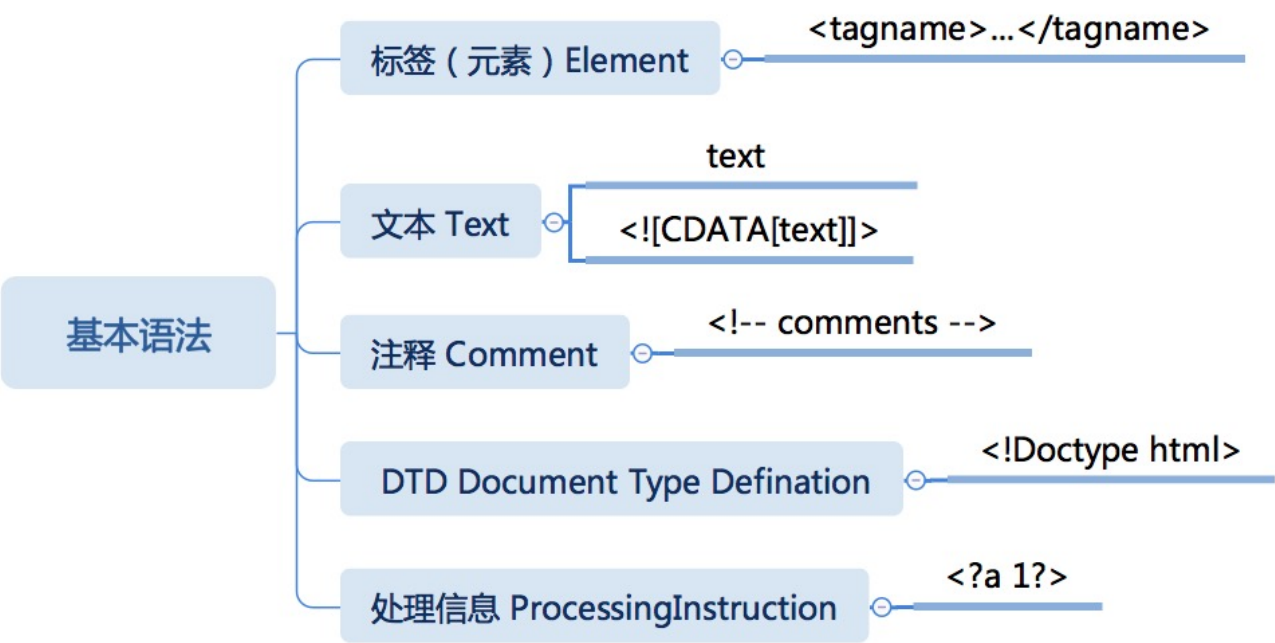 标签（元素）Element
<tagname>...</tagname>
文本 Text
text
<![CDATA[text]]>
基本语法
注释 Comment
<!-- comments -->
DTD Document Type Defination
<!Doctype html>
处理信息 ProcessingInstruction
<?a 1?>